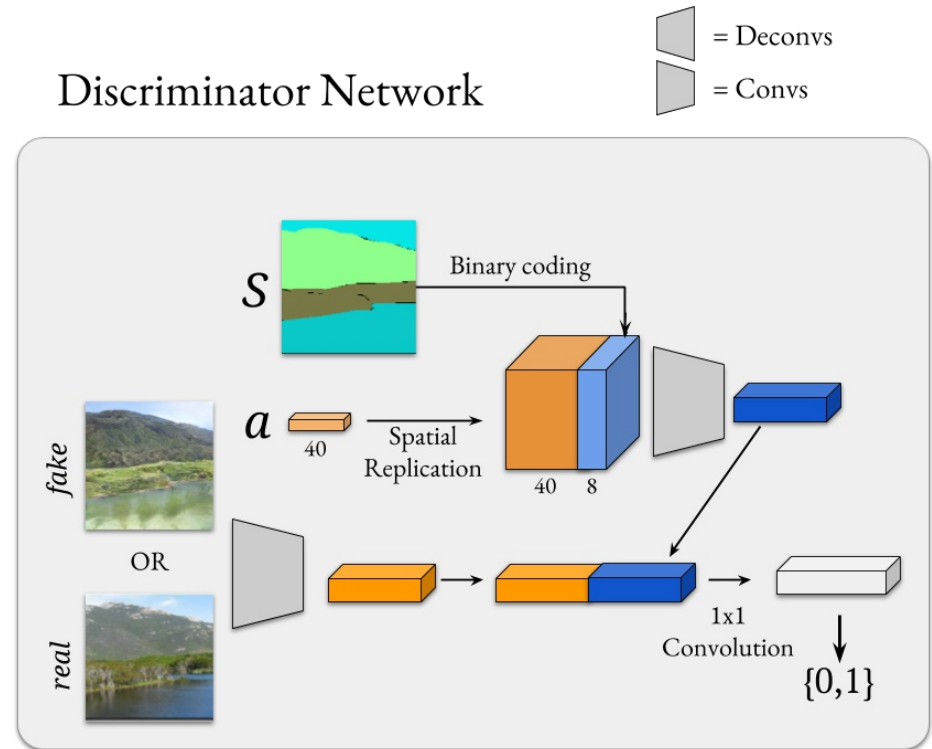 = Deconvs
= Convs
Discriminator Network
S
Binary coding
a
40
Spatial
Replication
40 8
fake
OR
real
1x1
Convolution
{0,1}